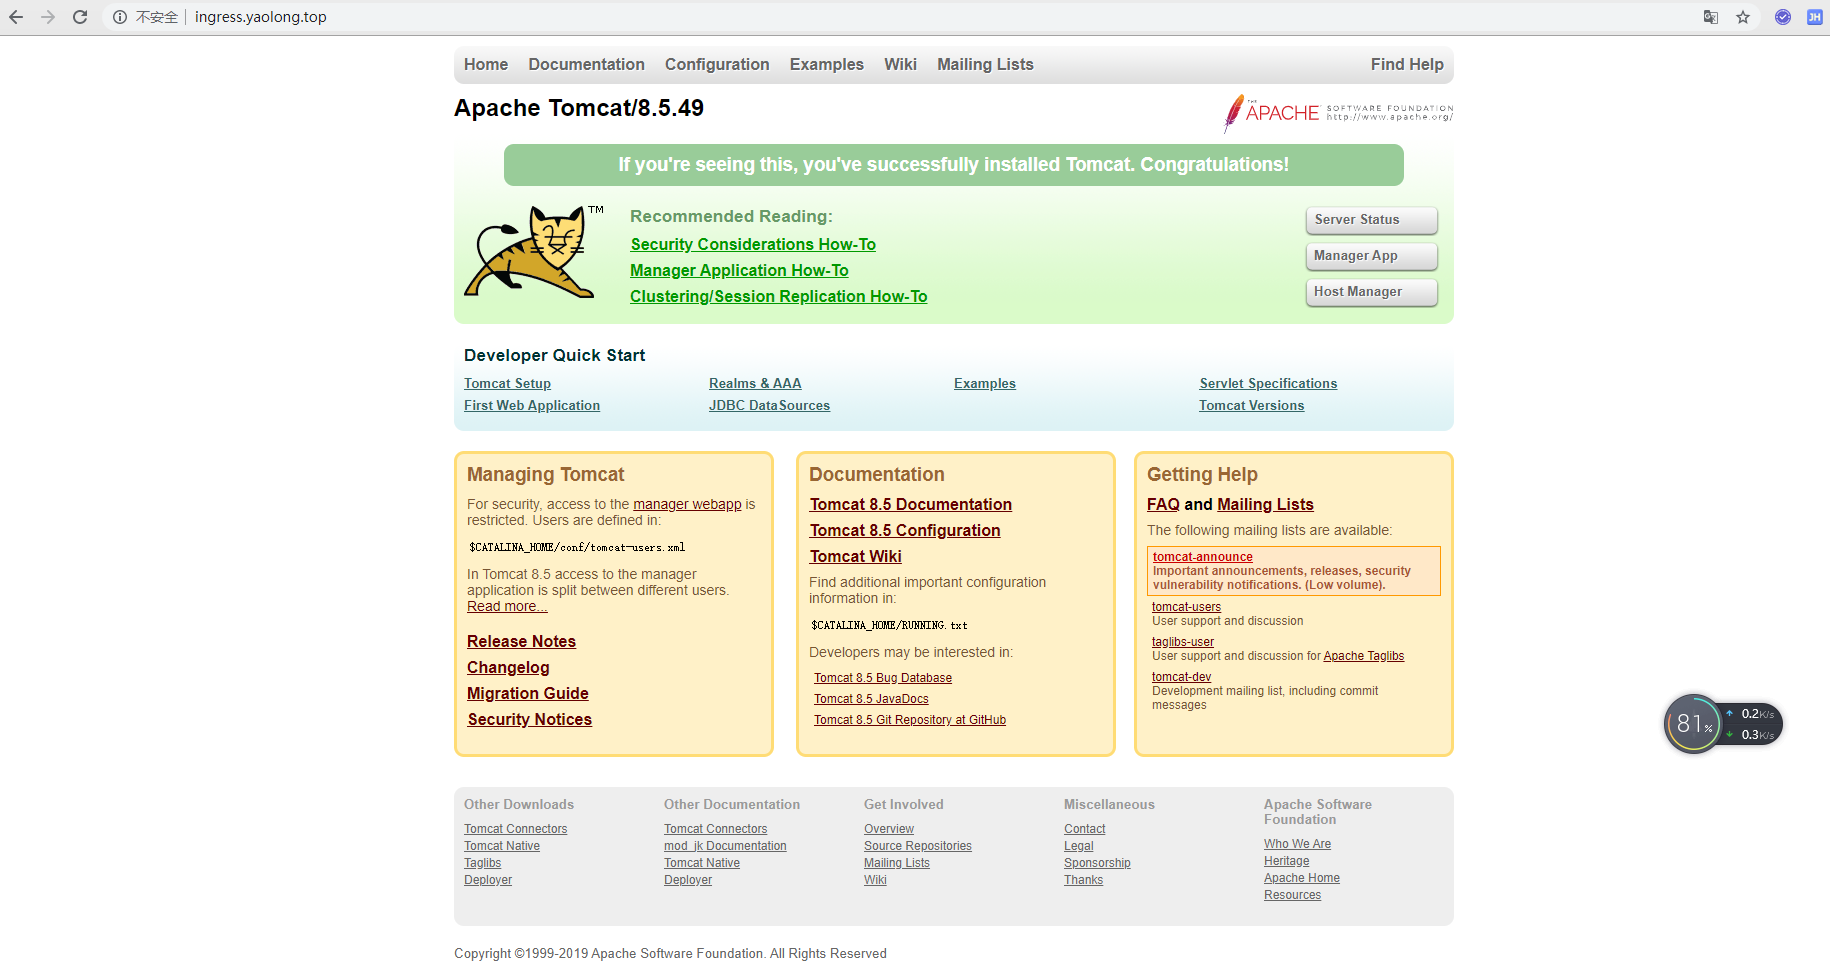 不安全 ingress.yaolong.top
JH
Home Documentation Configuration Examples Wiki Mailing Lists Find Help
Apache Tomcat/8.5.49
THE APACHE SOFTWARE FOUNDATION
http://www.apache.org/
If you're seeing this, you've successfully installed Tomcat. Congratulations!
TM
Recommended Reading:
Security Considerations How-To
Manager Application How-To
Clustering/Session Replication How-To
Server Status
Manager App
Host Manager
Developer Quick Start
Tomcat Setup
First Web Application
Realms & AAA
JDBC DataSources
Examples
Servlet Specifications
Tomcat Versions
Managing Tomcat
For security, access to the manager webapp is
restricted. Users are defined in:
$CATALINA_HOME/conf/tomcat-users.xml
In Tomcat 8.5 access to the manager
application is split between different users.
Read more...
Release Notes
Changelog
Migration Guide
Security Notices
Documentation
Tomcat 8.5 Documentation
Tomcat 8.5 Configuration
Tomcat Wiki
Find additional important configuration
information in:
$CATALINA_HOME/RUNNING.txt
Developers may be interested in:
Tomcat 8.5 Bug Database
Tomcat 8.5 JavaDocs
Tomcat 8.5 Git Repository at GitHub
Getting Help
FAQ and Mailing Lists
The following mailing lists are available:
tomcat-announce
Important announcements, releases, security
vulnerability notifications. (Low volume).
tomcat-users
User support and discussion
taglibs-user
User support and discussion for Apache Taglibs
tomcat-dev
Development mailing list, including commit
messages
81%
0.2K/s
0.3K/s
Other Downloads
Tomcat Connectors
Tomcat Native
Taglibs
Deployer
Other Documentation
Tomcat Connectors
mod_jk Documentation
Tomcat Native
Deployer
Get Involved
Overview
Source Repositories
Mailing Lists
Wiki
Miscellaneous
Contact
Legal
Sponsorship
Thanks
Apache Software
Foundation
Who We Are
Heritage
Apache Home
Resources
Copyright ©1999-2019 Apache Software Foundation. All Rights Reserved